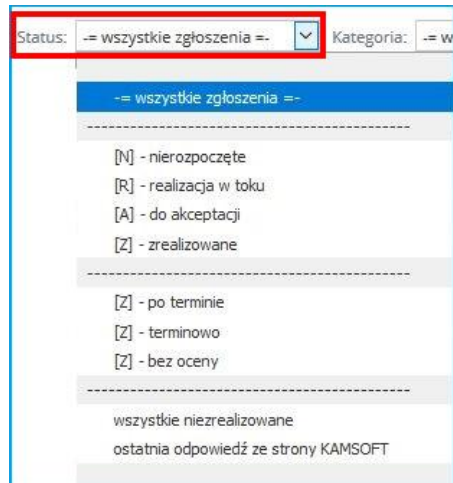 Status: -= wszystkie zgłoszenia =- Kategoria: -= w
-= wszystkie zgłoszenia =-
----------------------------------------------
[N] - nierozpoczęte
[R] - realizacja w toku
[A] - do akceptacji
[Z] - zrealizowane
----------------------------------------------
[Z] - po terminie
[Z] - terminowo
[Z] - bez oceny
----------------------------------------------
wszystkie niezrealizowane
ostatnia odpowiedź ze strony KAMSOFT